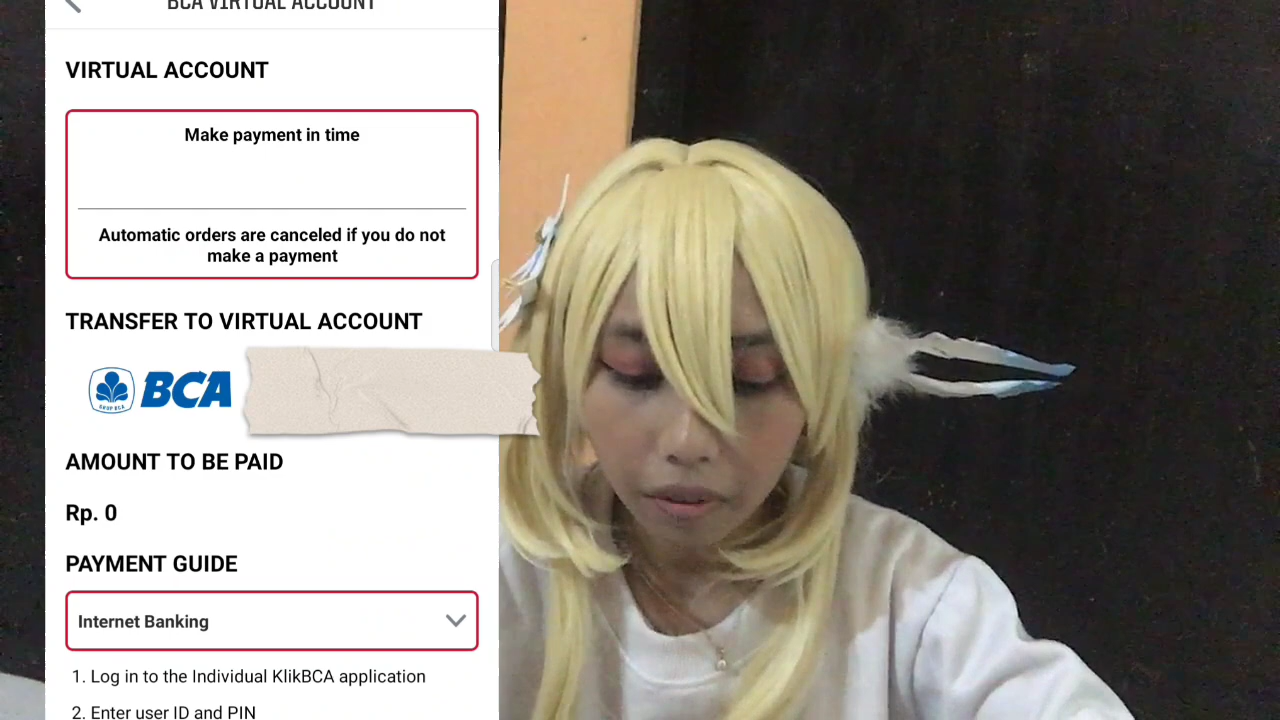 BCA VIRTUAL ACCOUNT
VIRTUAL ACCOUNT
Make payment in time
Automatic orders are canceled if you do not
make a payment
TRANSFER TO VIRTUAL ACCOUNT
GRUP BCA
BCA
AMOUNT TO BE PAID
Rp. 0
PAYMENT GUIDE
Internet Banking
1. Log in to the Individual KlikBCA application
2. Enter user ID and PIN